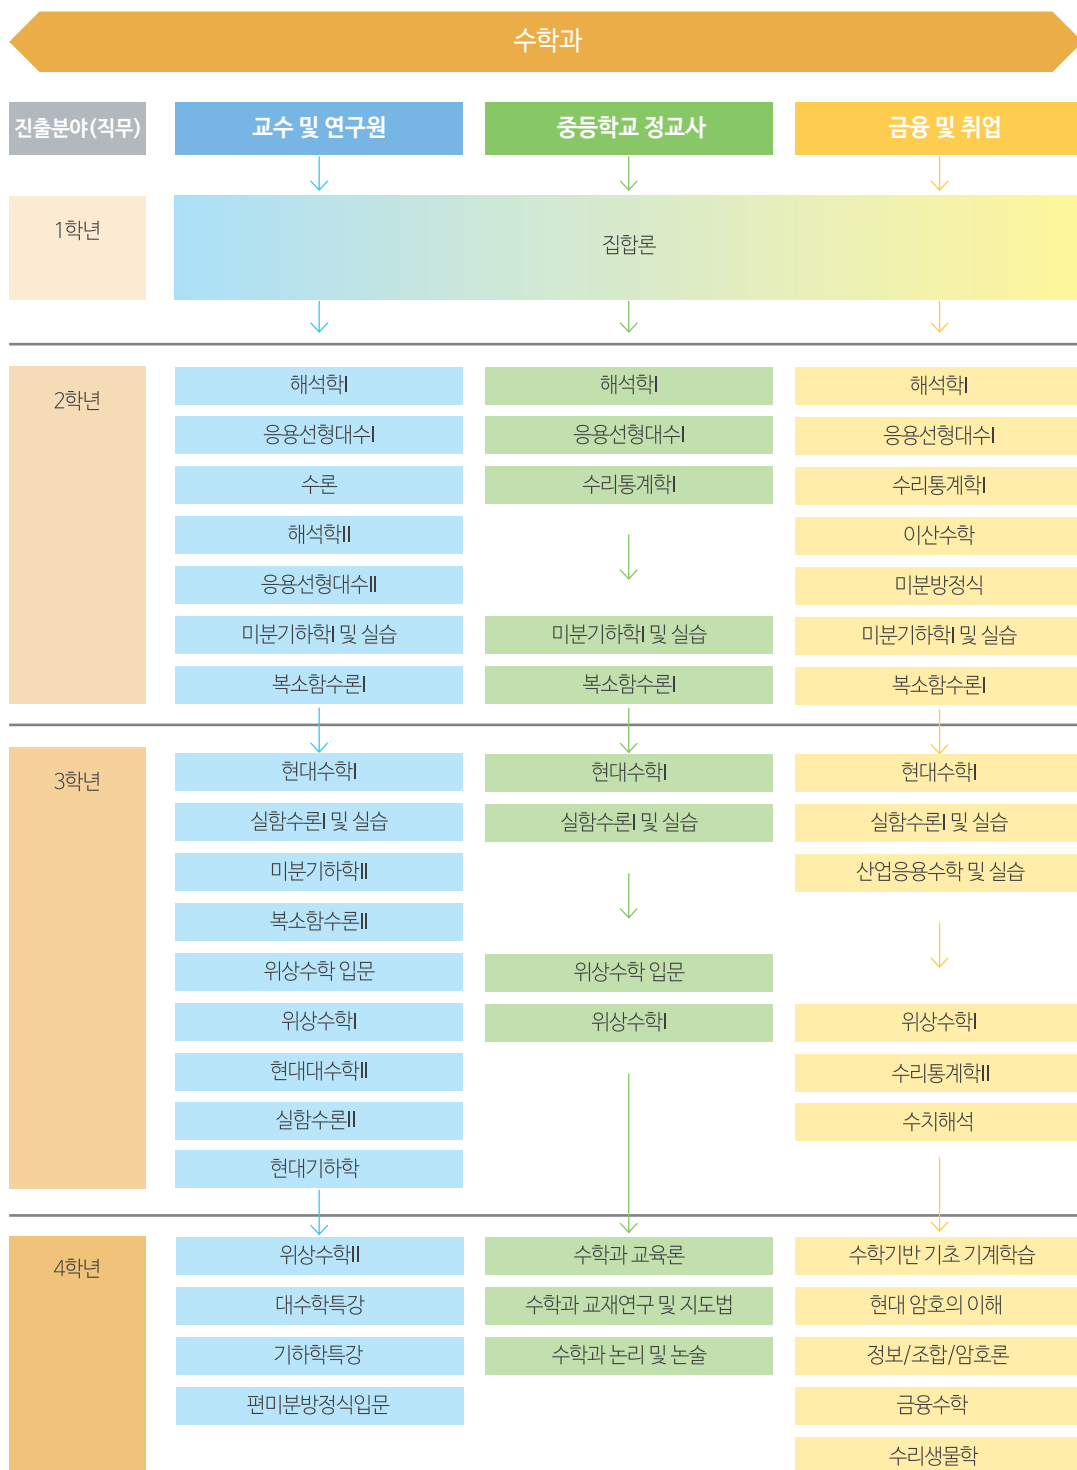 수학과
진출분야(직무)
교수 및 연구원
중등학교 정교사
금융 및 취업
1학년
집합론
2학년
해석학I
해석학I
해석학I
응용선형대수I
응용선형대수I
응용선형대수I
수론
수리통계학I
수리통계학I
해석학II
이산수학
응용선형대수II
미분방정식
미분기하학I 및 실습
미분기하학I 및 실습
미분기하학I 및 실습
복소함수론I
복소함수론I
복소함수론I
3학년
현대수학I
현대수학I
현대수학I
실함수론I 및 실습
실함수론I 및 실습
실함수론I 및 실습
미분기하학II
산업응용수학 및 실습
복소함수론II
위상수학 입문
위상수학 입문
위상수학I
위상수학I
위상수학I
현대대수학II
수리통계학II
실함수론II
수치해석
현대기하학
4학년
위상수학II
수학과 교육론
수학기반 기초 기계학습
대수학특강
수학과 교재연구 및 지도법
현대 암호의 이해
기하학특강
수학과 논리 및 논술
정보/조합/암호론
편미분방정식입문
금융수학
수리생물학